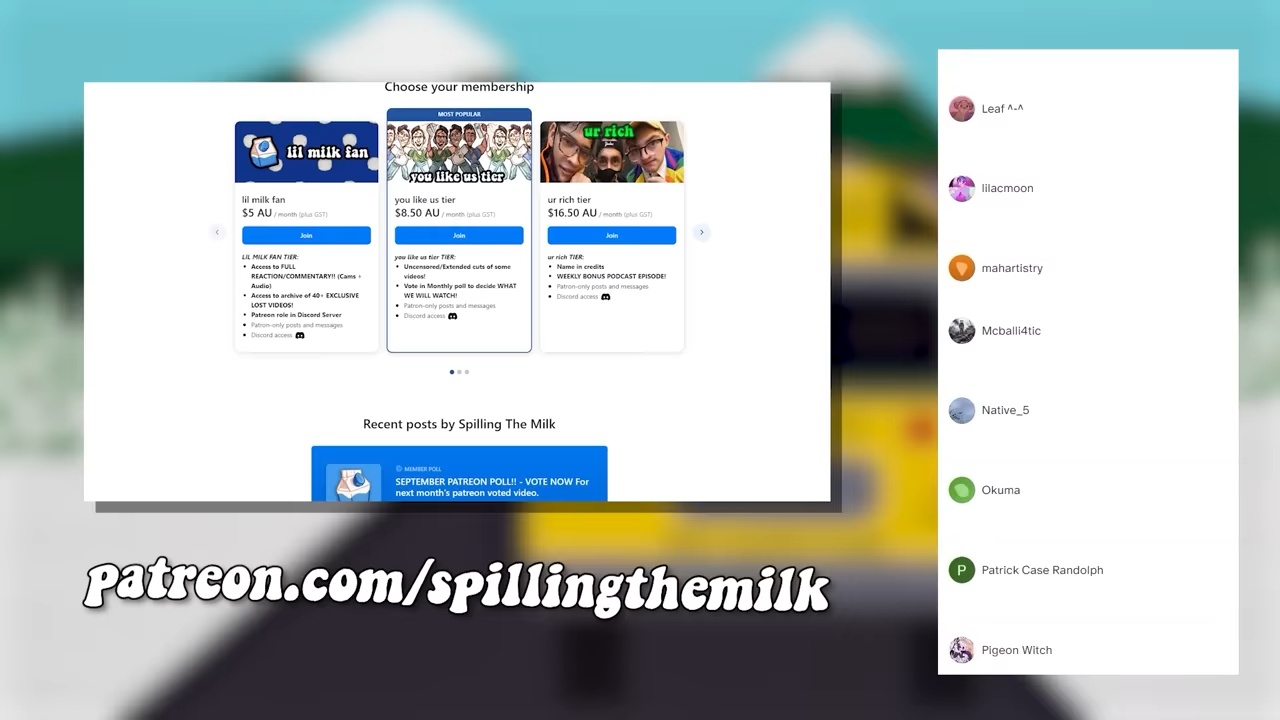 Choose your membership
lil milk fan
lil milk fan
$5 AU / month (plus GST)
Join
LIL MILK FAN TIER:
• Access to FULL
REACTION/COMMENTARY!! (Cams +
Audio)
• Access to archive of 40+ EXCLUSIVE
LOST VIDEOS!
• Patreon role in Discord Server
• Patron-only posts and messages
• Discord access
MOST POPULAR
you like us tier
you like us tier
$8.50 AU / month (plus GST)
Join
you like us tier TIER:
• Uncensored/Extended cuts of some
videos!
• Vote in Monthly poll to decide WHAT
WE WILL WATCH!
• Patron-only posts and messages
• Discord access
ur rich
ur rich tier
$16.50 AU / month (plus GST)
Join
ur rich TIER:
• Name in credits
• WEEKLY BONUS PODCAST EPISODE!
• Patron-only posts and messages
• Discord access
Recent posts by Spilling The Milk
MEMBER POLL
SEPTEMBER PATREON POLL!! - VOTE NOW For
next month's patreon voted video.
patreon.com/spillingthemilk
Leaf ^-^
lilacmoon
mahartistry
Mcballi4tic
Native_5
Okuma
P
Patrick Case Randolph
Pigeon Witch